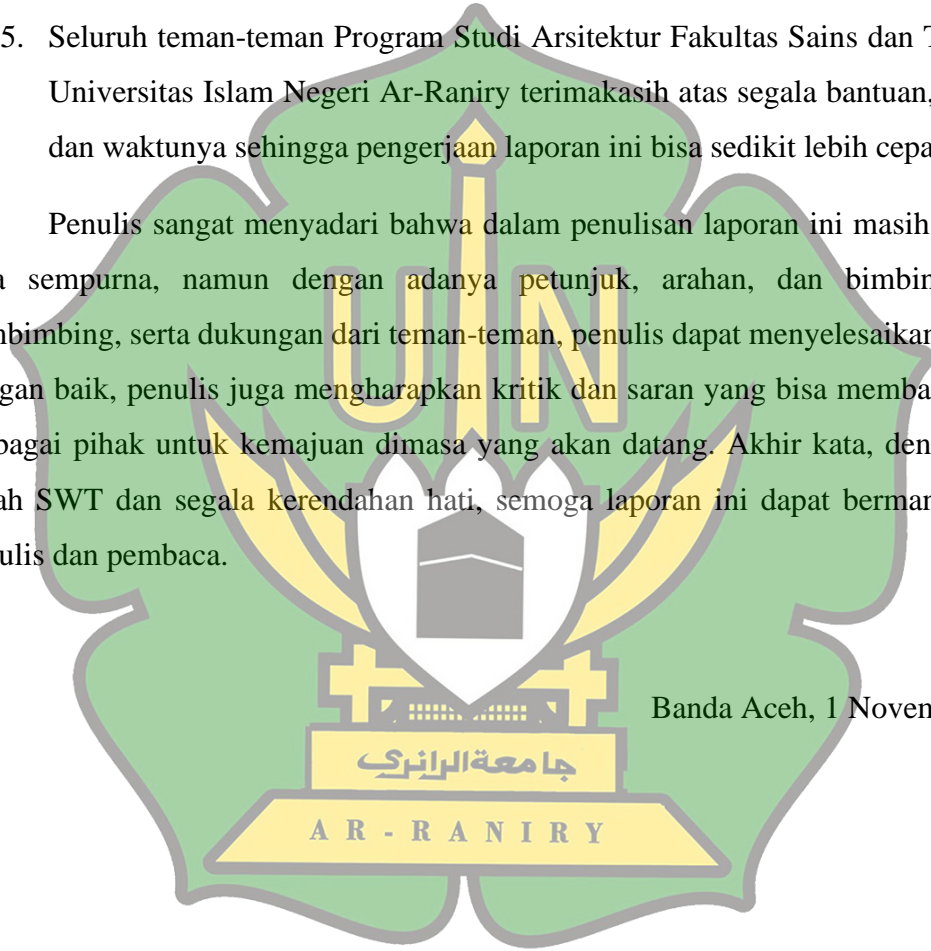 5. Seluruh teman-teman Program Studi Arsitektur Fakultas Sains dan T
Universitas Islam Negeri Ar-Raniry terimakasih atas segala bantuan,
dan waktunya sehingga pengerjaan laporan ini bisa sedikit lebih cepa
Penulis sangat menyadari bahwa dalam penulisan laporan ini masih
a sempurna, namun dengan adanya petunjuk, arahan, dan bimbin
nbimbing, serta dukungan dari teman-teman, penulis dapat menyelesaikan
ngan baik, penulis juga mengharapkan kritik dan saran yang bisa memba
bagai pihak untuk kemajuan dimasa yang akan datang. Akhir kata, den
ah SWT dan segala kerendahan hati, semoga laporan ini dapat berman
ulis dan pembaca.
UIN
Banda Aceh, 1 Noven
جامعة الرانري
AR-RANIRY